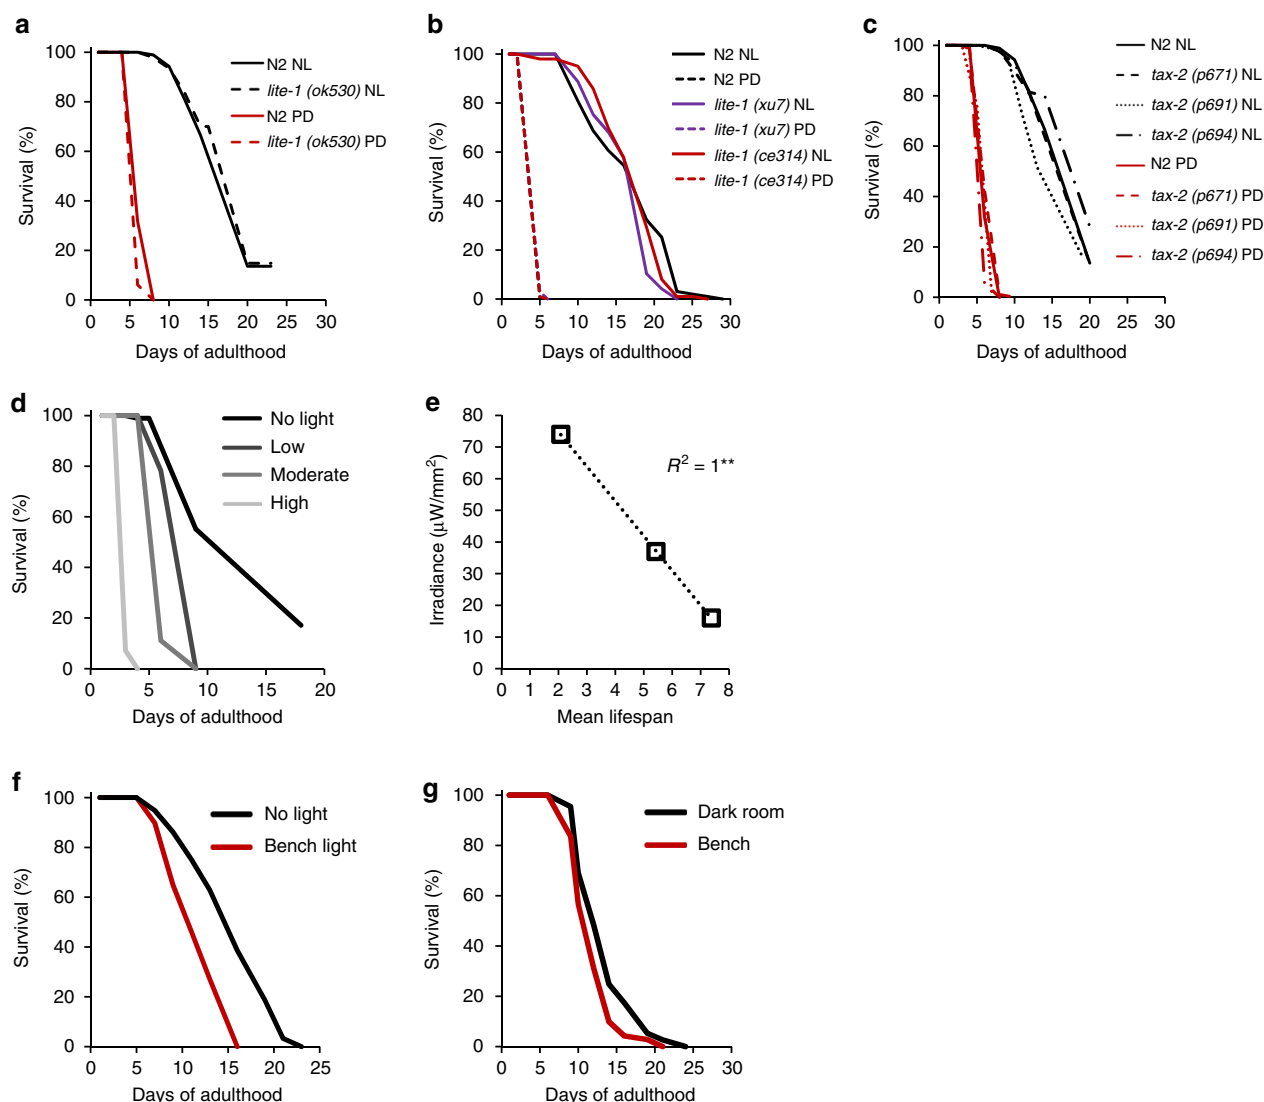 a
100
80
60
40
20
0
Survival (%)
0 5 10 15 20 25 30
Days of adulthood
N2 NL
lite-1 (ok530) NL
N2 PD
lite-1 (ok530) PD
b
100
80
60
40
20
0
Survival (%)
0 5 10 15 20 25 30
Days of adulthood
N2 NL
N2 PD
lite-1 (xu7) NL
lite-1 (xu7) PD
lite-1 (ce314) NL
lite-1 (ce314) PD
c
100
80
60
40
20
0
Survival (%)
0 5 10 15 20 25 30
Days of adulthood
N2 NL
tax-2 (p671) NL
tax-2 (p691) NL
tax-2 (p694) NL
N2 PD
tax-2 (p671) PD
tax-2 (p691) PD
tax-2 (p694) PD
d
100
80
60
40
20
0
Survival (%)
0 5 10 15 20
Days of adulthood
No light
Low
Moderate
High
e
80
70
60
50
40
30
20
10
0
Irradiance (µW/mm²)
0 1 2 3 4 5 6 7 8
Mean lifespan
R² = 1**
f
100
80
60
40
20
0
Survival (%)
0 5 10 15 20 25
Days of adulthood
No light
Bench light
g
100
80
60
40
20
0
Survival (%)
0 5 10 15 20 25 30
Days of adulthood
Dark room
Bench